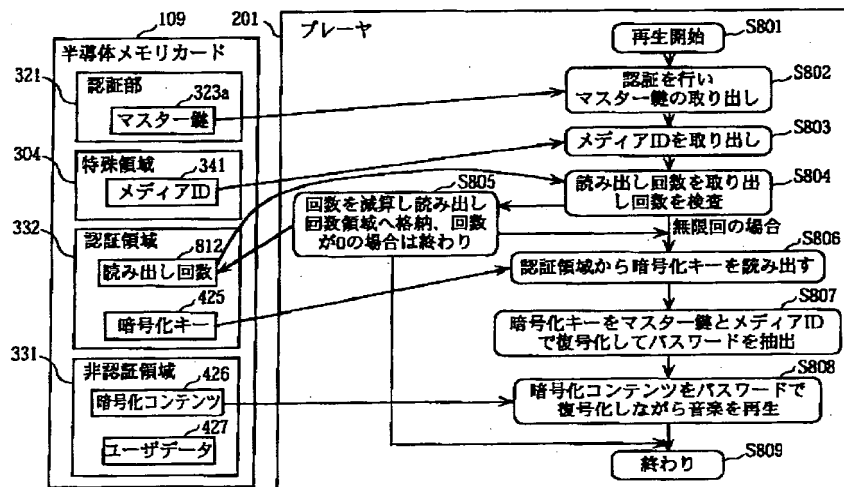 109
半導体メモリカード
321
認証部
323a
マスター鍵
304
特殊領域
341
メディアID
332
認証領域
812
読み出し回数
425
暗号化キー
331
非認証領域
426
暗号化コンテンツ
427
ユーザデータ
201
プレーヤ
S801
再生開始
S802
認証を行い
マスター鍵の取り出し
S803
メディアIDを取り出し
S804
読み出し回数を取り出
し回数を検査
S805
回数を減算し読み出し
回数領域へ格納、回数
が0の場合は終わり
無限回の場合
S806
認証領域から暗号化キーを読み出す
S807
暗号化キーをマスター鍵とメディアID
で復号化してパスワードを抽出
S808
暗号化コンテンツをパスワードで
復号化しながら音楽を再生
S809
終わり